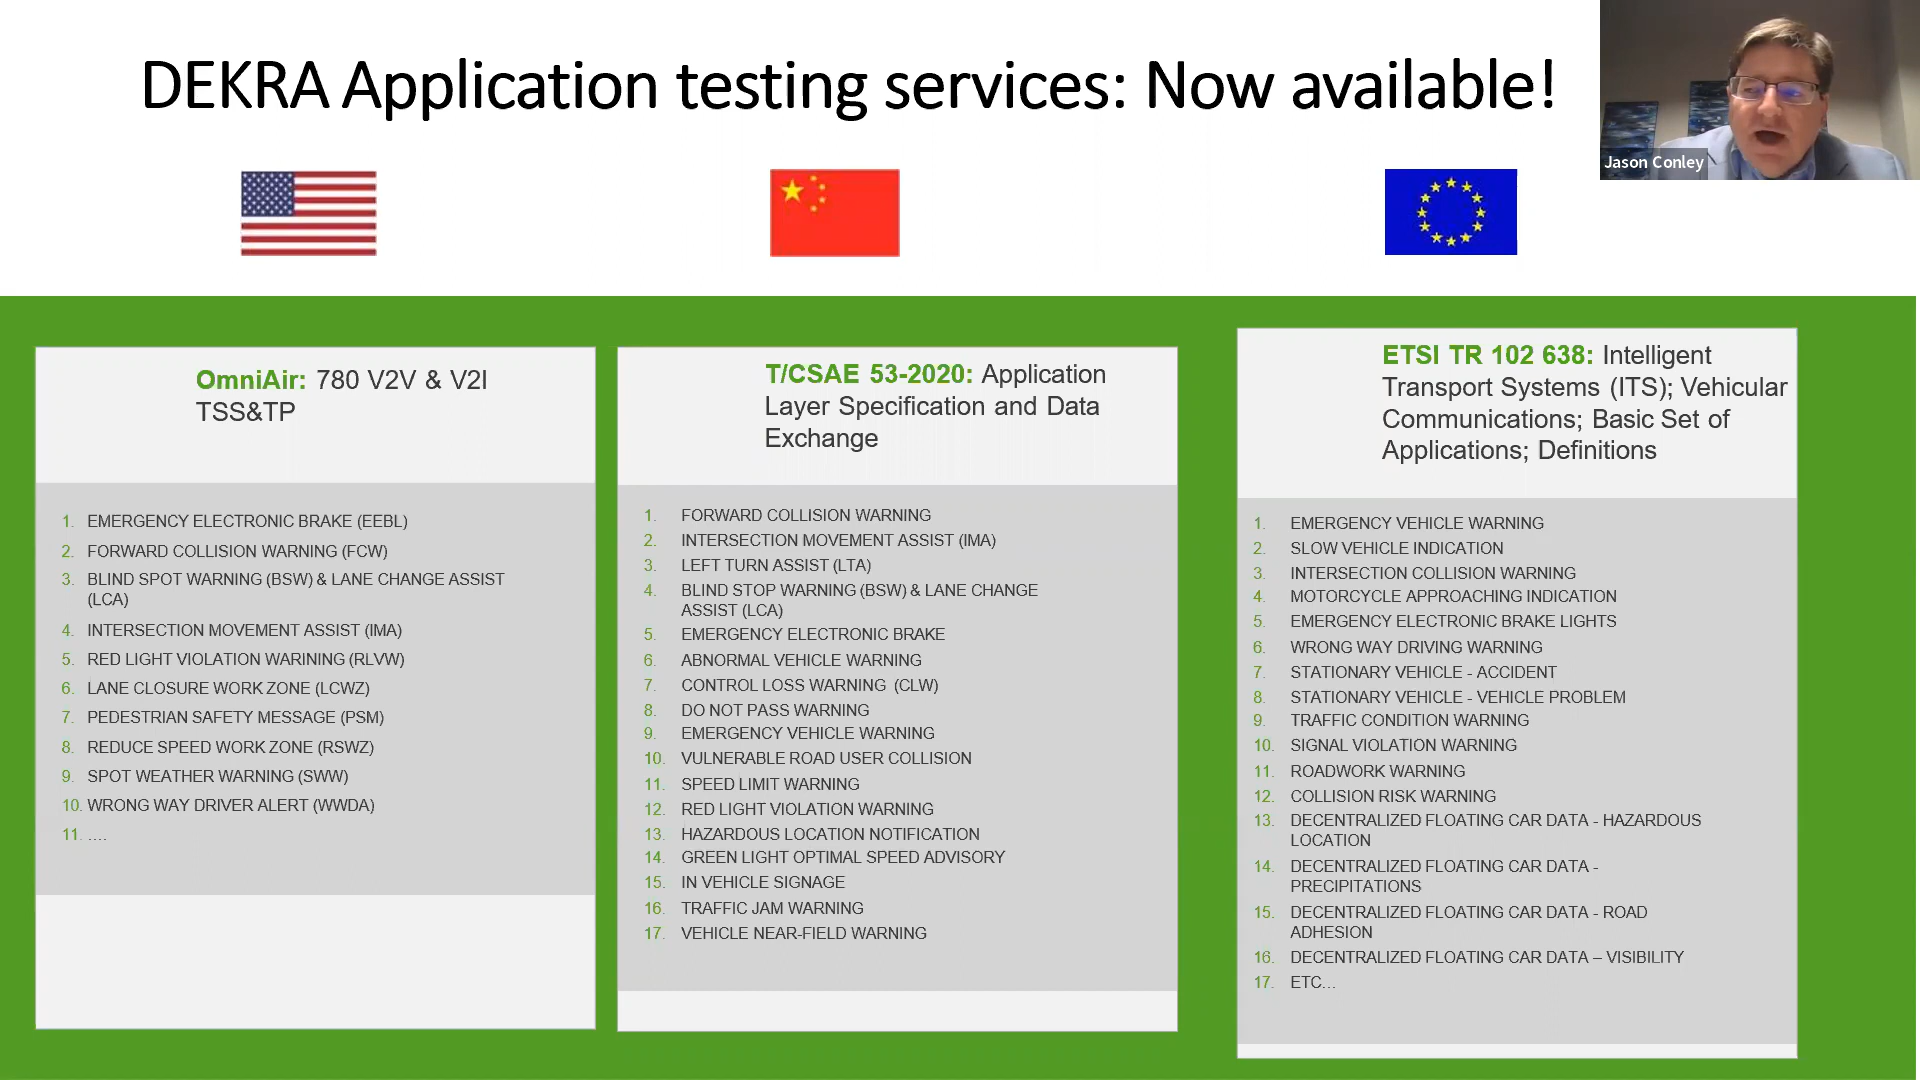 DEKRA Application testing services: Now available!
Jason Conley
OmniAir: 780 V2V & V2I
TSS&TP
1. EMERGENCY ELECTRONIC BRAKE (EEBL)
2. FORWARD COLLISION WARNING (FCW)
3. BLIND SPOT WARNING (BSW) & LANE CHANGE ASSIST
(LCA)
4. INTERSECTION MOVEMENT ASSIST (IMA)
5. RED LIGHT VIOLATION WARINING (RLVW)
6. LANE CLOSURE WORK ZONE (LCWZ)
7. PEDESTRIAN SAFETY MESSAGE (PSM)
8. REDUCE SPEED WORK ZONE (RSWZ)
9. SPOT WEATHER WARNING (SWW)
10. WRONG WAY DRIVER ALERT (WWDA)
11. ....
T/CSAE 53-2020: Application
Layer Specification and Data
Exchange
1. FORWARD COLLISION WARNING
2. INTERSECTION MOVEMENT ASSIST (IMA)
3. LEFT TURN ASSIST (LTA)
4. BLIND STOP WARNING (BSW) & LANE CHANGE
ASSIST (LCA)
5. EMERGENCY ELECTRONIC BRAKE
6. ABNORMAL VEHICLE WARNING
7. CONTROL LOSS WARNING (CLW)
8. DO NOT PASS WARNING
9. EMERGENCY VEHICLE WARNING
10. VULNERABLE ROAD USER COLLISION
11. SPEED LIMIT WARNING
12. RED LIGHT VIOLATION WARNING
13. HAZARDOUS LOCATION NOTIFICATION
14. GREEN LIGHT OPTIMAL SPEED ADVISORY
15. IN VEHICLE SIGNAGE
16. TRAFFIC JAM WARNING
17. VEHICLE NEAR-FIELD WARNING
ETSI TR 102 638: Intelligent
Transport Systems (ITS); Vehicular
Communications; Basic Set of
Applications; Definitions
1. EMERGENCY VEHICLE WARNING
2. SLOW VEHICLE INDICATION
3. INTERSECTION COLLISION WARNING
4. MOTORCYCLE APPROACHING INDICATION
5. EMERGENCY ELECTRONIC BRAKE LIGHTS
6. WRONG WAY DRIVING WARNING
7. STATIONARY VEHICLE - ACCIDENT
8. STATIONARY VEHICLE - VEHICLE PROBLEM
9. TRAFFIC CONDITION WARNING
10. SIGNAL VIOLATION WARNING
11. ROADWORK WARNING
12. COLLISION RISK WARNING
13. DECENTRALIZED FLOATING CAR DATA - HAZARDOUS
LOCATION
14. DECENTRALIZED FLOATING CAR DATA -
PRECIPITATIONS
15. DECENTRALIZED FLOATING CAR DATA - ROAD
ADHESION
16. DECENTRALIZED FLOATING CAR DATA – VISIBILITY
17. ETC...